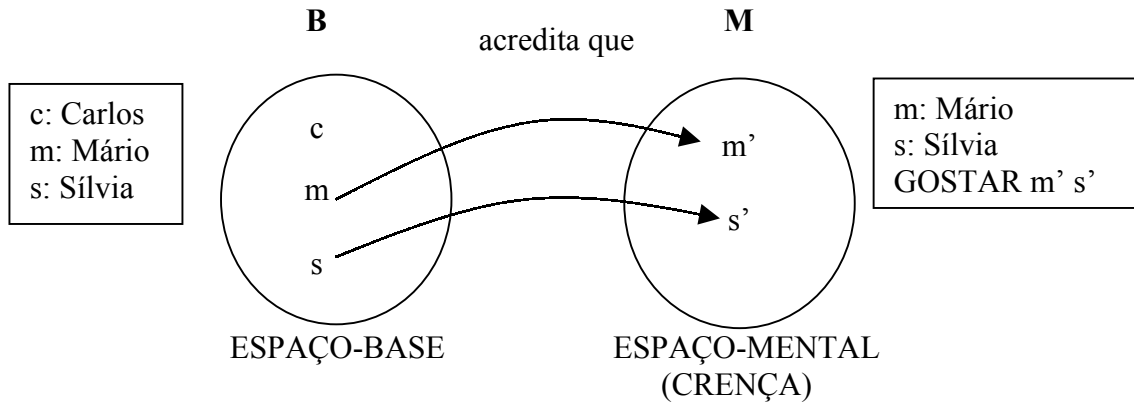 B
acredita que
M
c: Carlos
m: Mário
s: Sílvia
c
m
s
m’
s’
m: Mário
s: Sílvia
GOSTAR m’ s’
ESPAÇO-BASE
ESPAÇO-MENTAL
(CRENÇA)